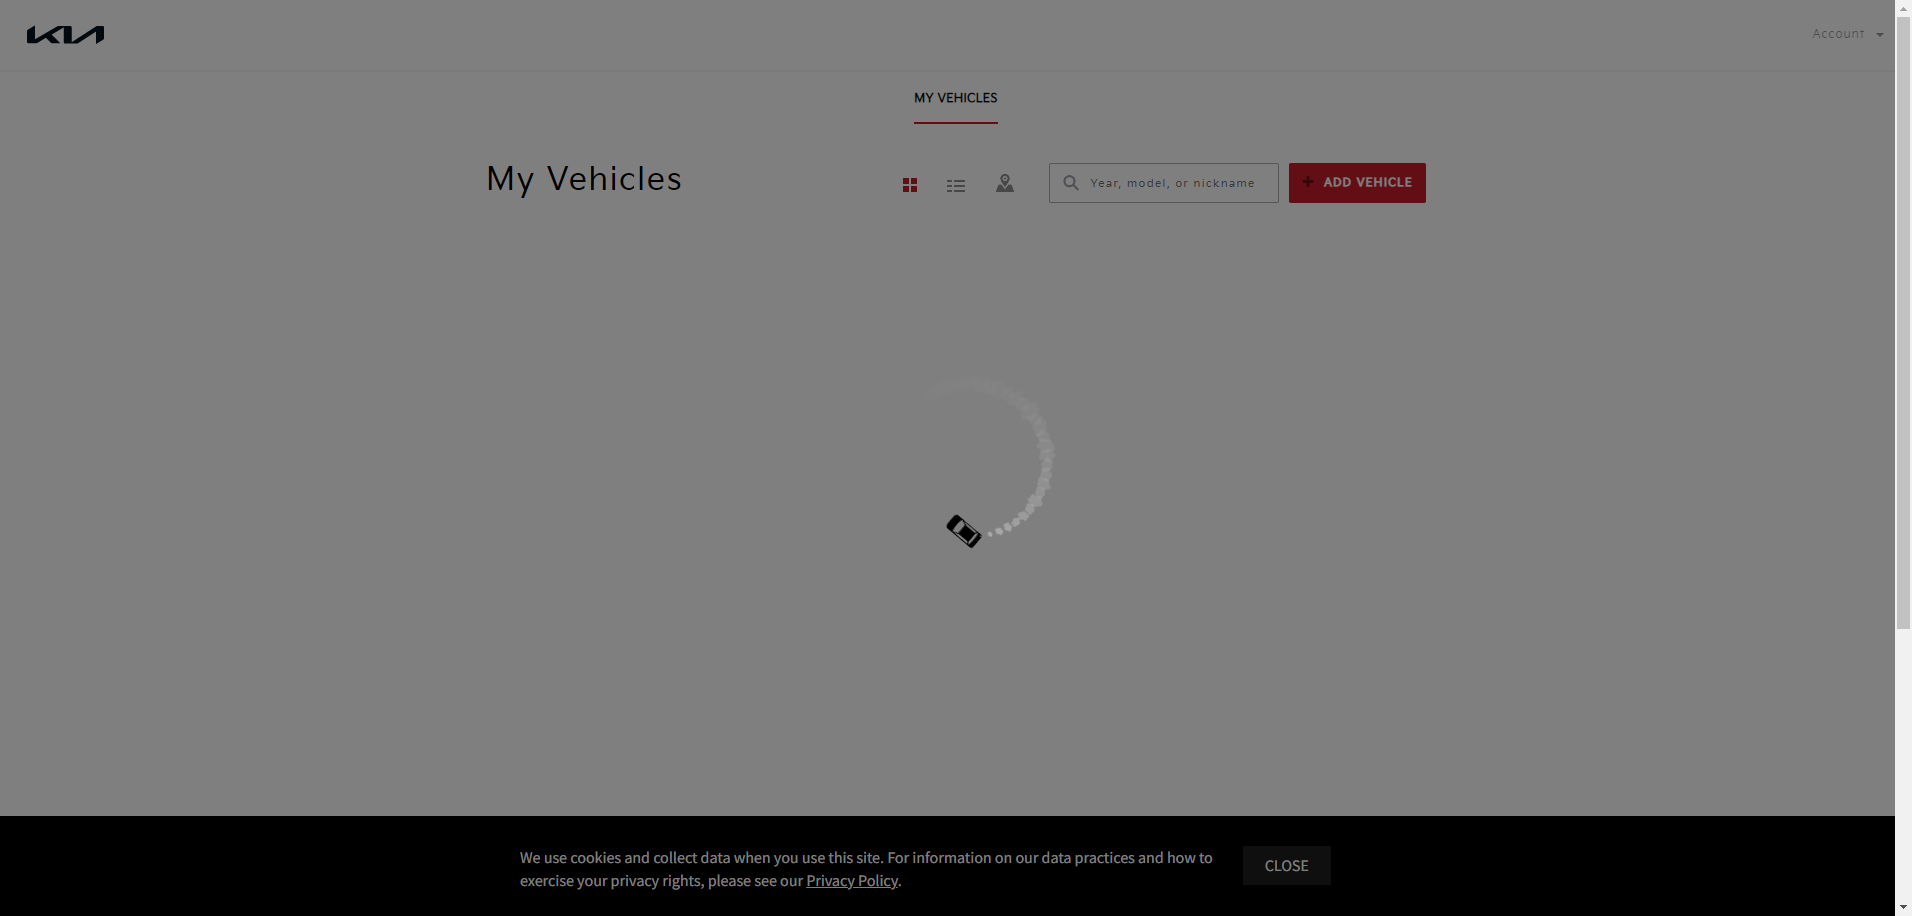 KIA
Account
MY VEHICLES
My Vehicles
Year, model, or nickname
+ ADD VEHICLE
We use cookies and collect data when you use this site. For information on our data practices and how to
exercise your privacy rights, please see our Privacy Policy.
CLOSE